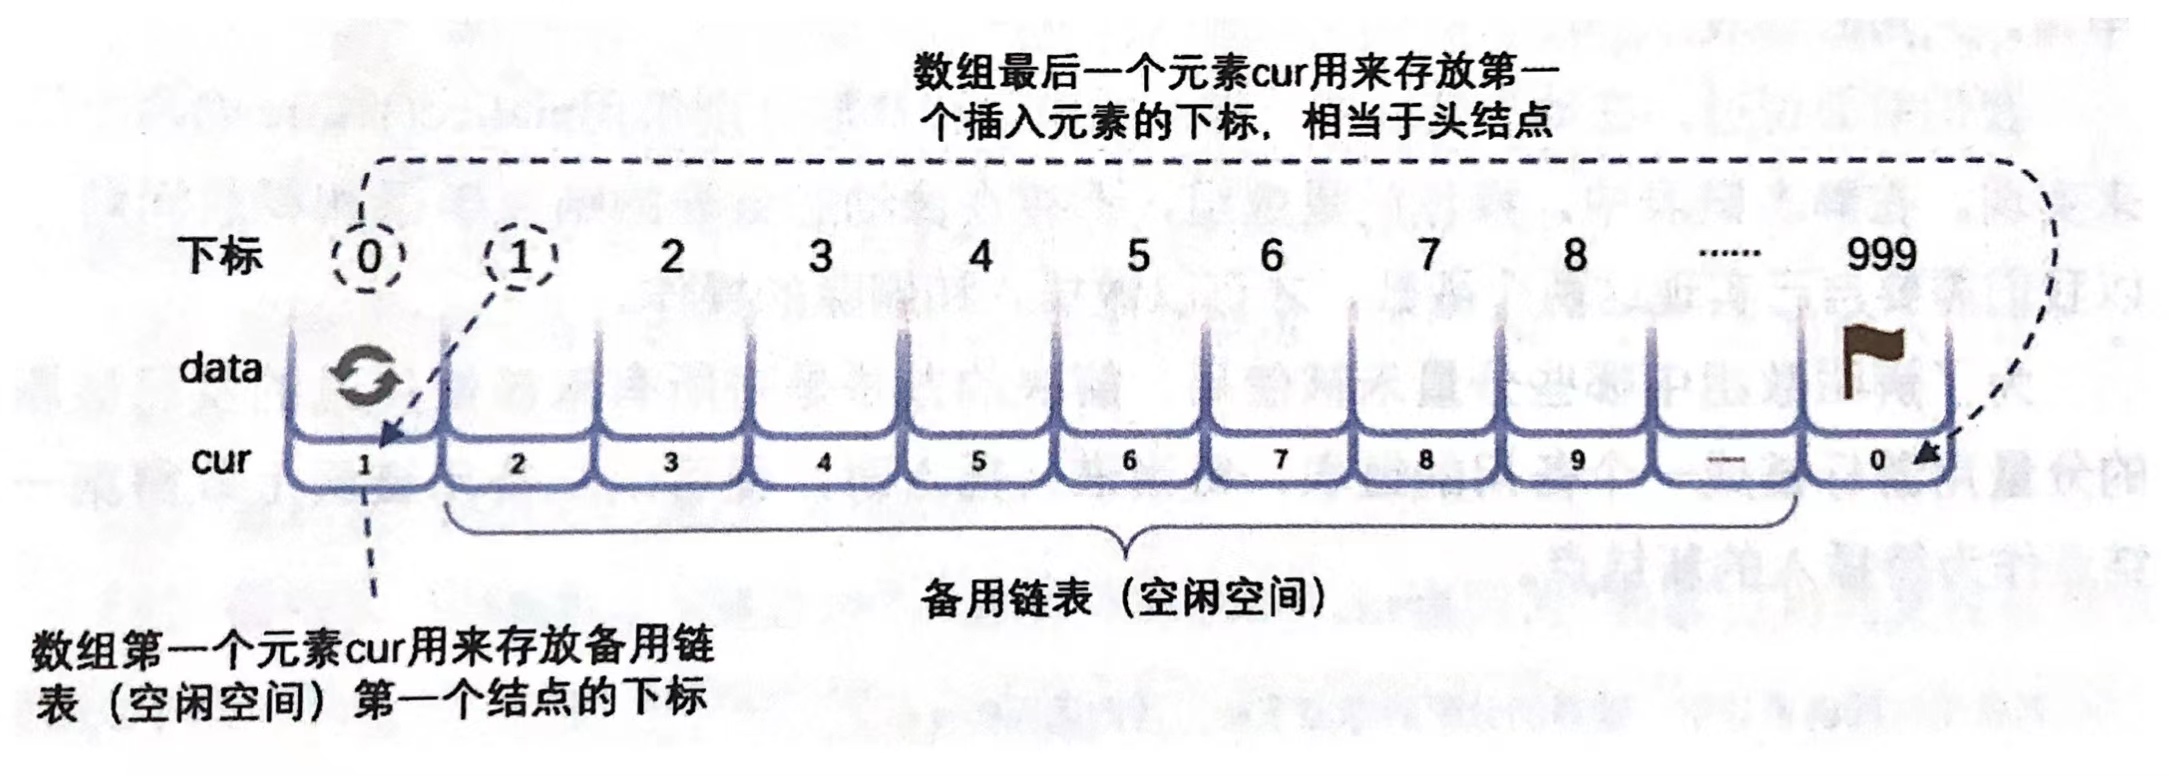 数组最后一个元素cur用来存放第一
个插入元素的下标，相当于头结点
下标 0 1 2 3 4 5 6 7 8 …… 999
data
cur 1 2 3 4 5 6 7 8 9 — 0
备用链表（空闲空间）
数组第一个元素cur用来存放备用链
表（空闲空间）第一个结点的下标